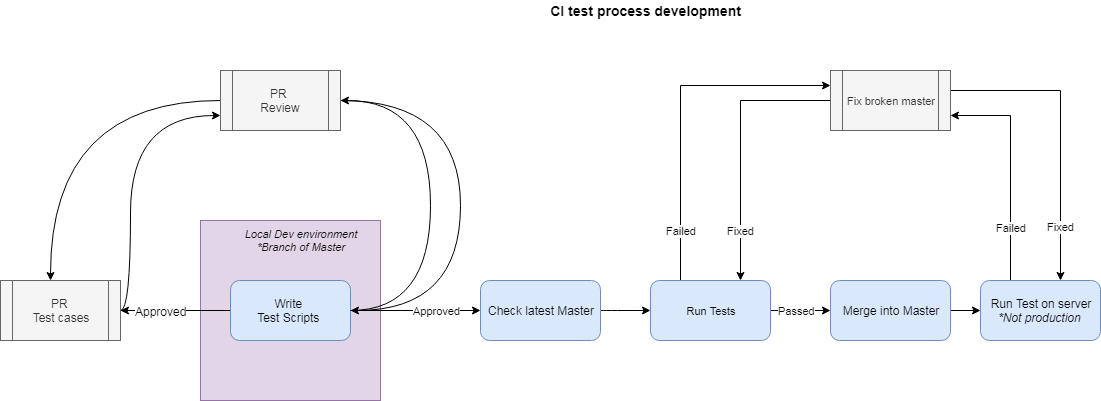 CI test process development
PR
Review
Fix broken master
Failed
Fixed
Failed
Fixed
Local Dev environment
*Branch of Master
PR
Test cases
Approved
Write
Test Scripts
Approved
Check latest Master
Run Tests
Passed
Merge into Master
Run Test on server
*Not production